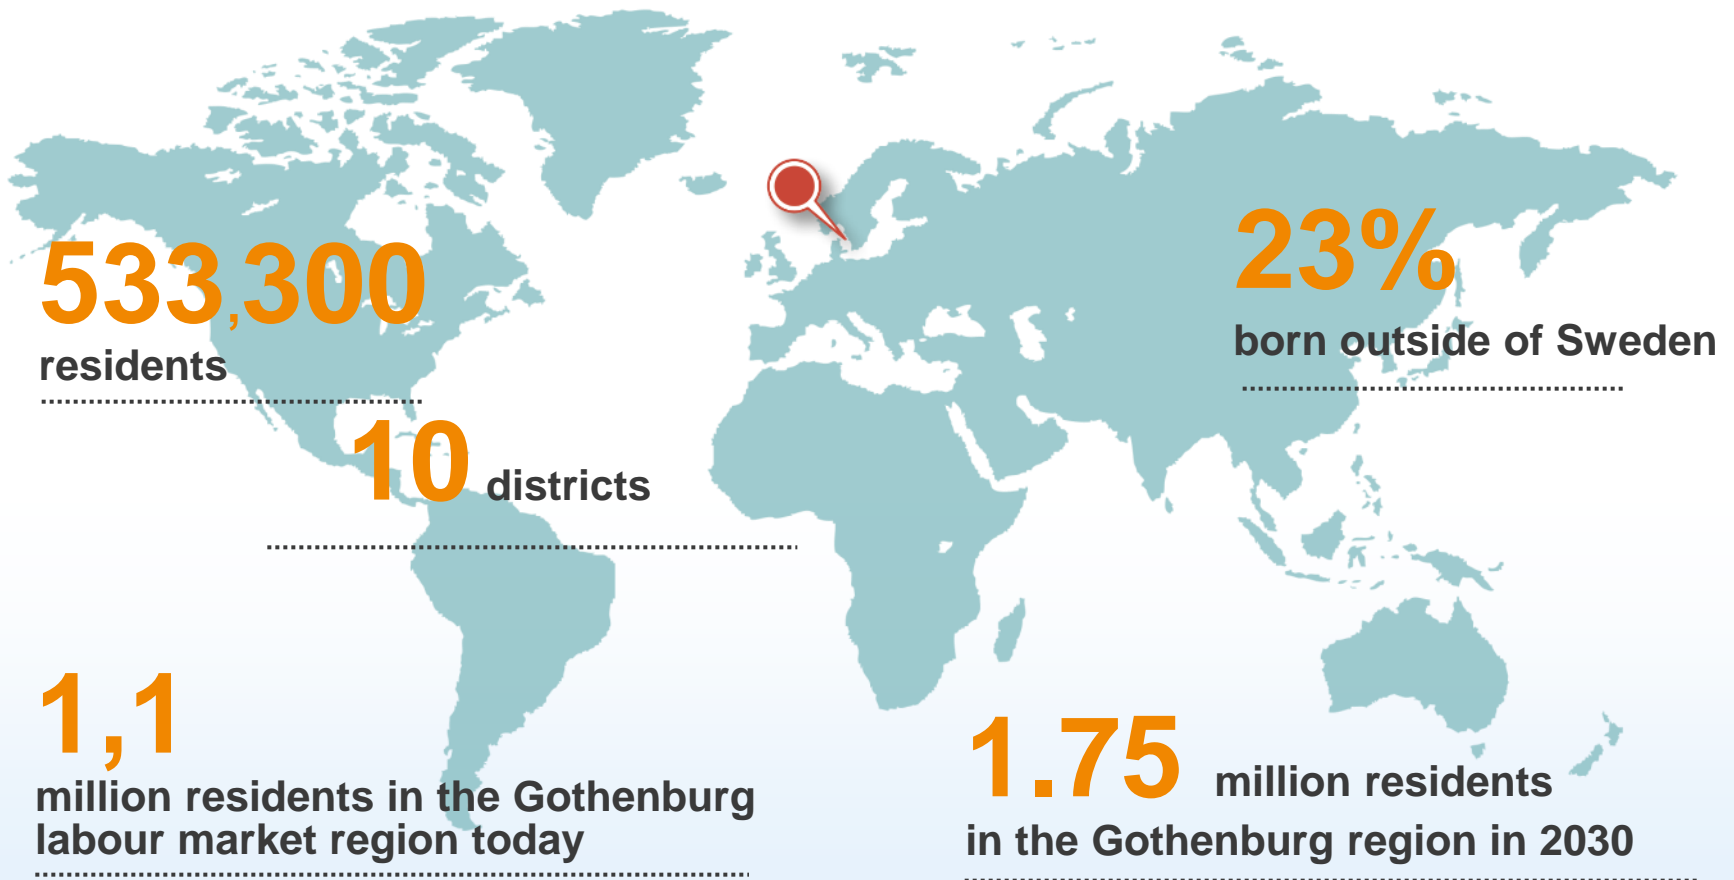 533,300
residents
23%
born outside of Sweden
10 districts
1,1
million residents in the Gothenburg
labour market region today
1.75 million residents
in the Gothenburg region in 2030